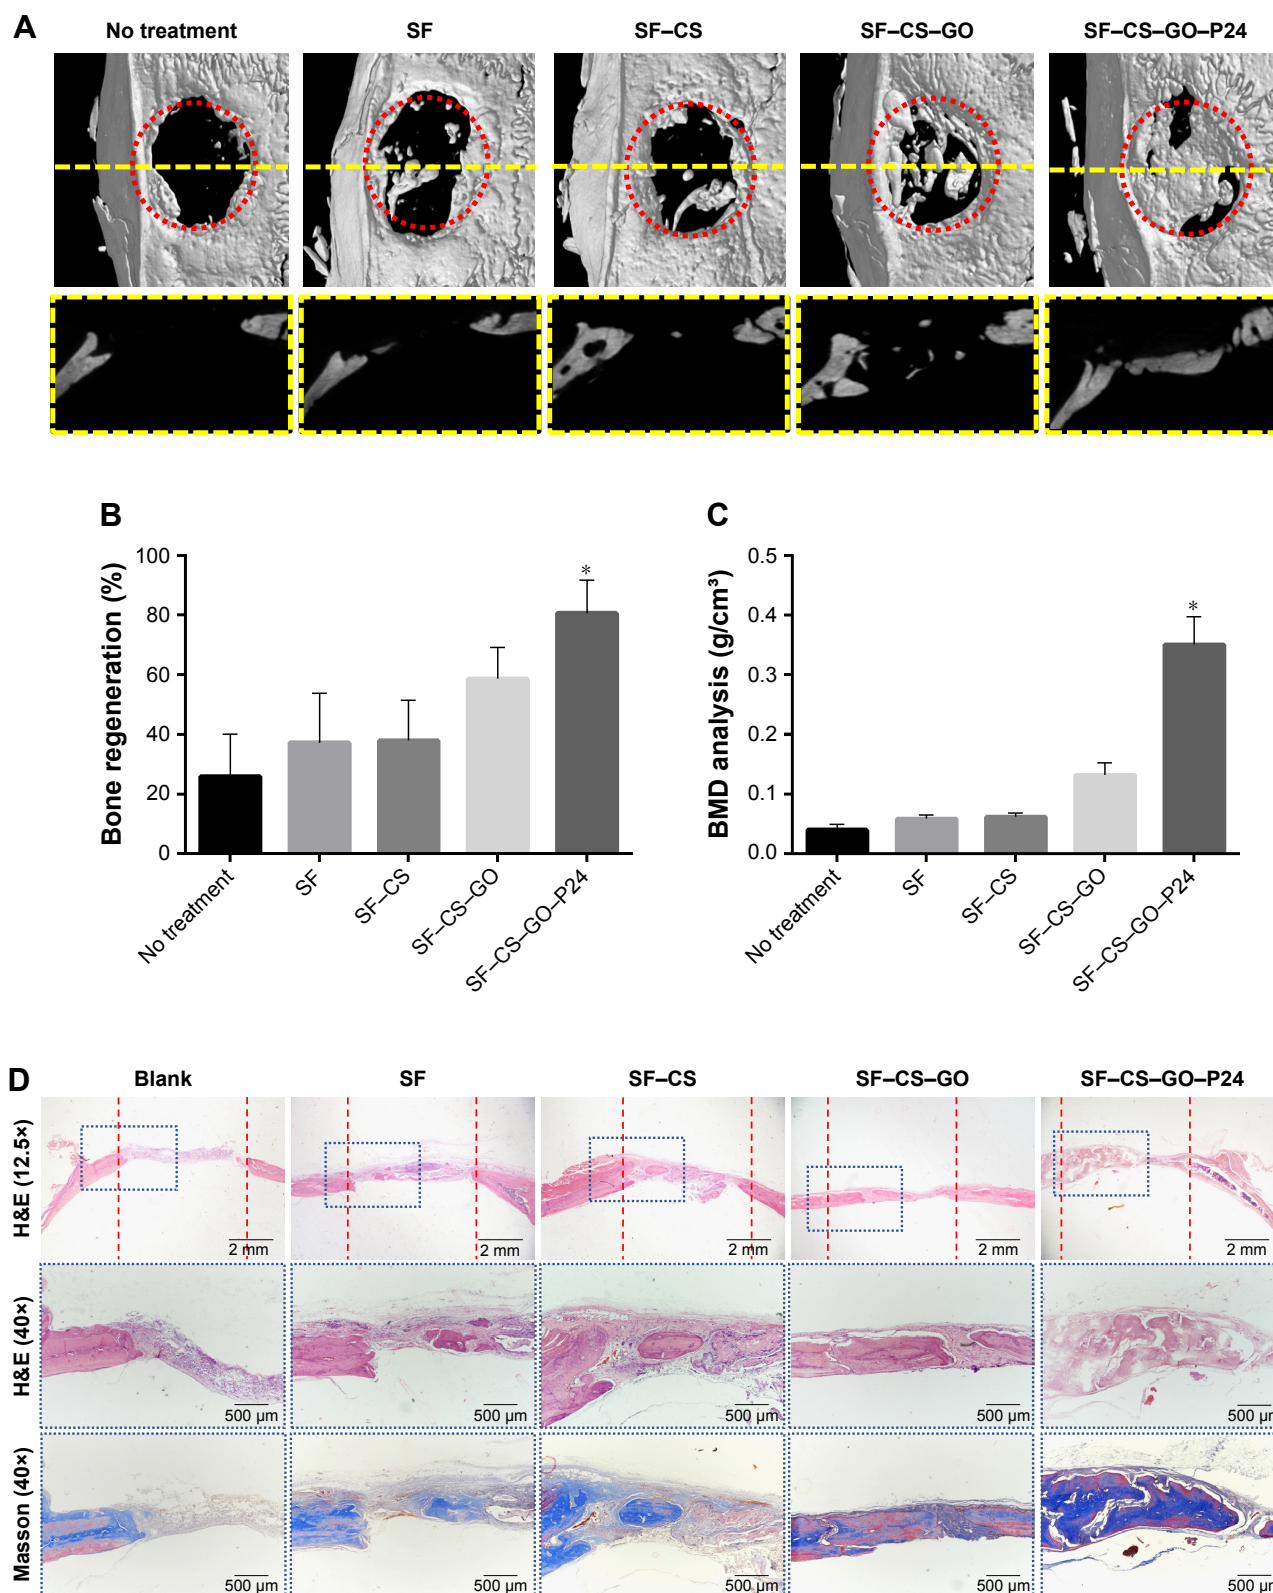 A
No treatment SF SF–CS SF–CS–GO SF–CS–GO–P24
B
Bone regeneration (%)
100
80
60
40
20
0
*
No treatment SF SF–CS SF–CS–GO SF–CS–GO–P24
C
BMD analysis (g/cm³)
0.5
0.4
0.3
0.2
0.1
0.0
*
No treatment SF SF–CS SF–CS–GO SF–CS–GO–P24
D
Blank SF SF–CS SF–CS–GO SF–CS–GO–P24
H&E (12.5×)
2 mm 2 mm 2 mm 2 mm 2 mm
H&E (40×)
500 µm 500 µm 500 µm 500 µm 500 µm
Masson (40×)
500 µm 500 µm 500 µm 500 µm 500 µm